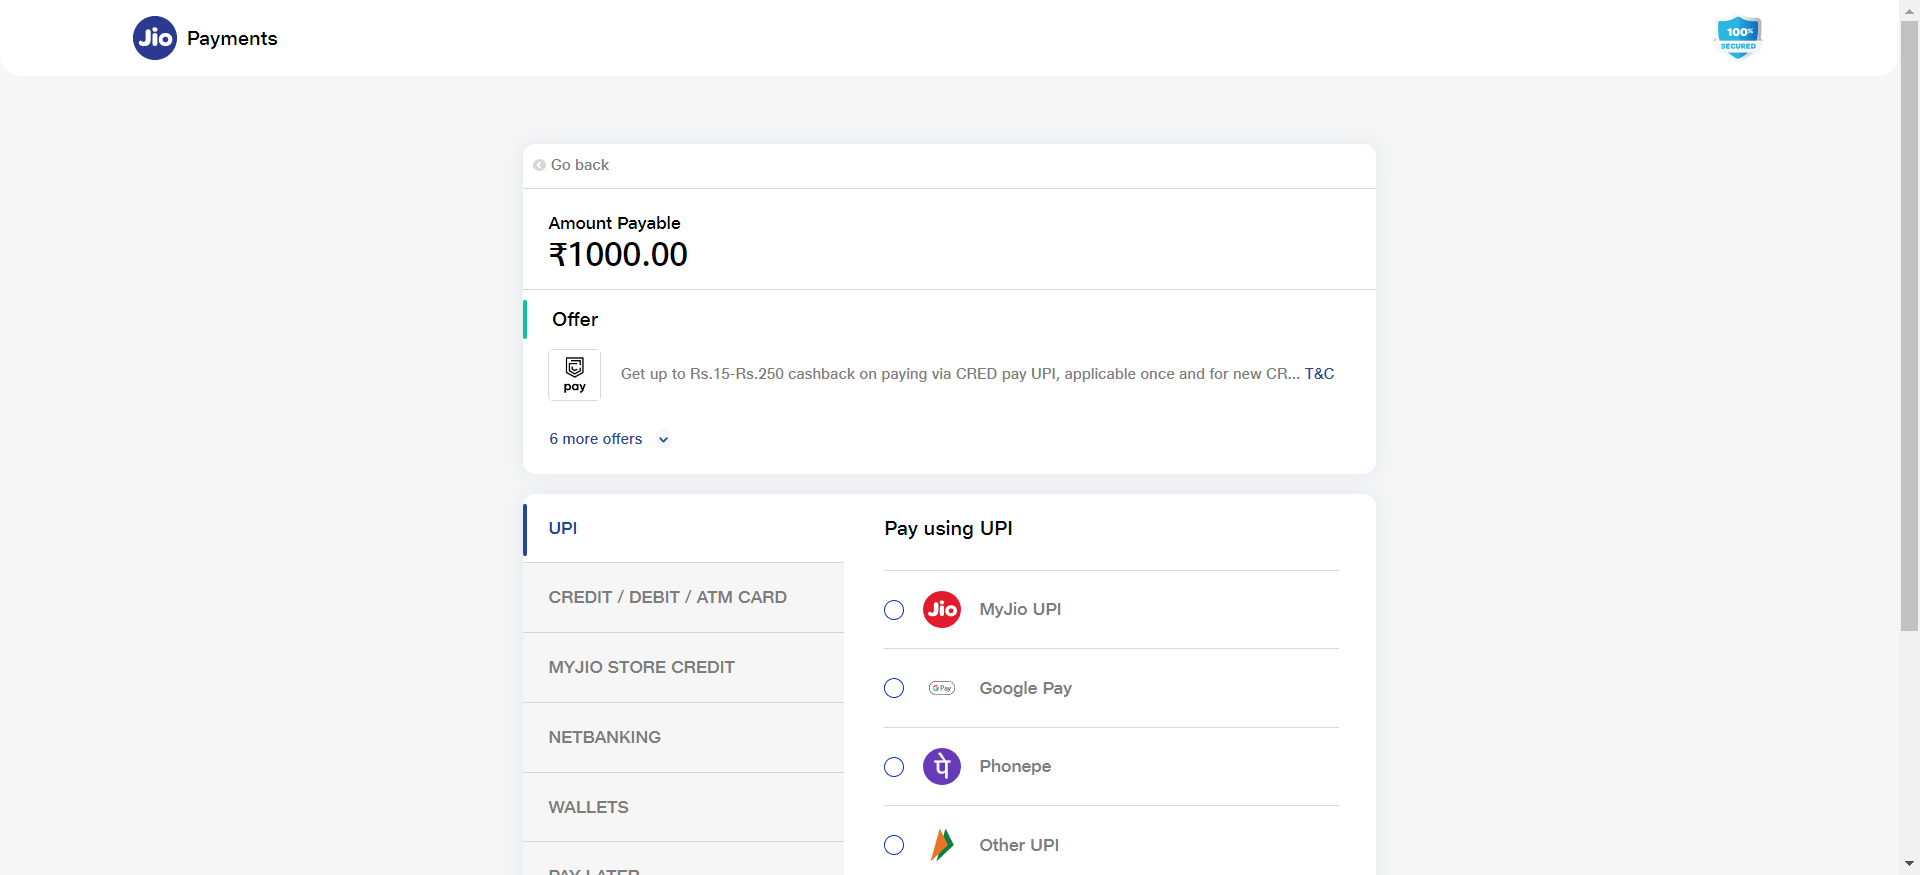 Jio Payments
100%
SECURED
Go back
Amount Payable
₹1000.00
Offer
pay
Get up to Rs.15-Rs.250 cashback on paying via CRED pay UPI, applicable once and for new CR... T&C
6 more offers
UPI
CREDIT / DEBIT / ATM CARD
MYJIO STORE CREDIT
NETBANKING
WALLETS
PAY LATER
Pay using UPI
Jio MyJio UPI
G Pay Google Pay
पे Phonepe
Other UPI